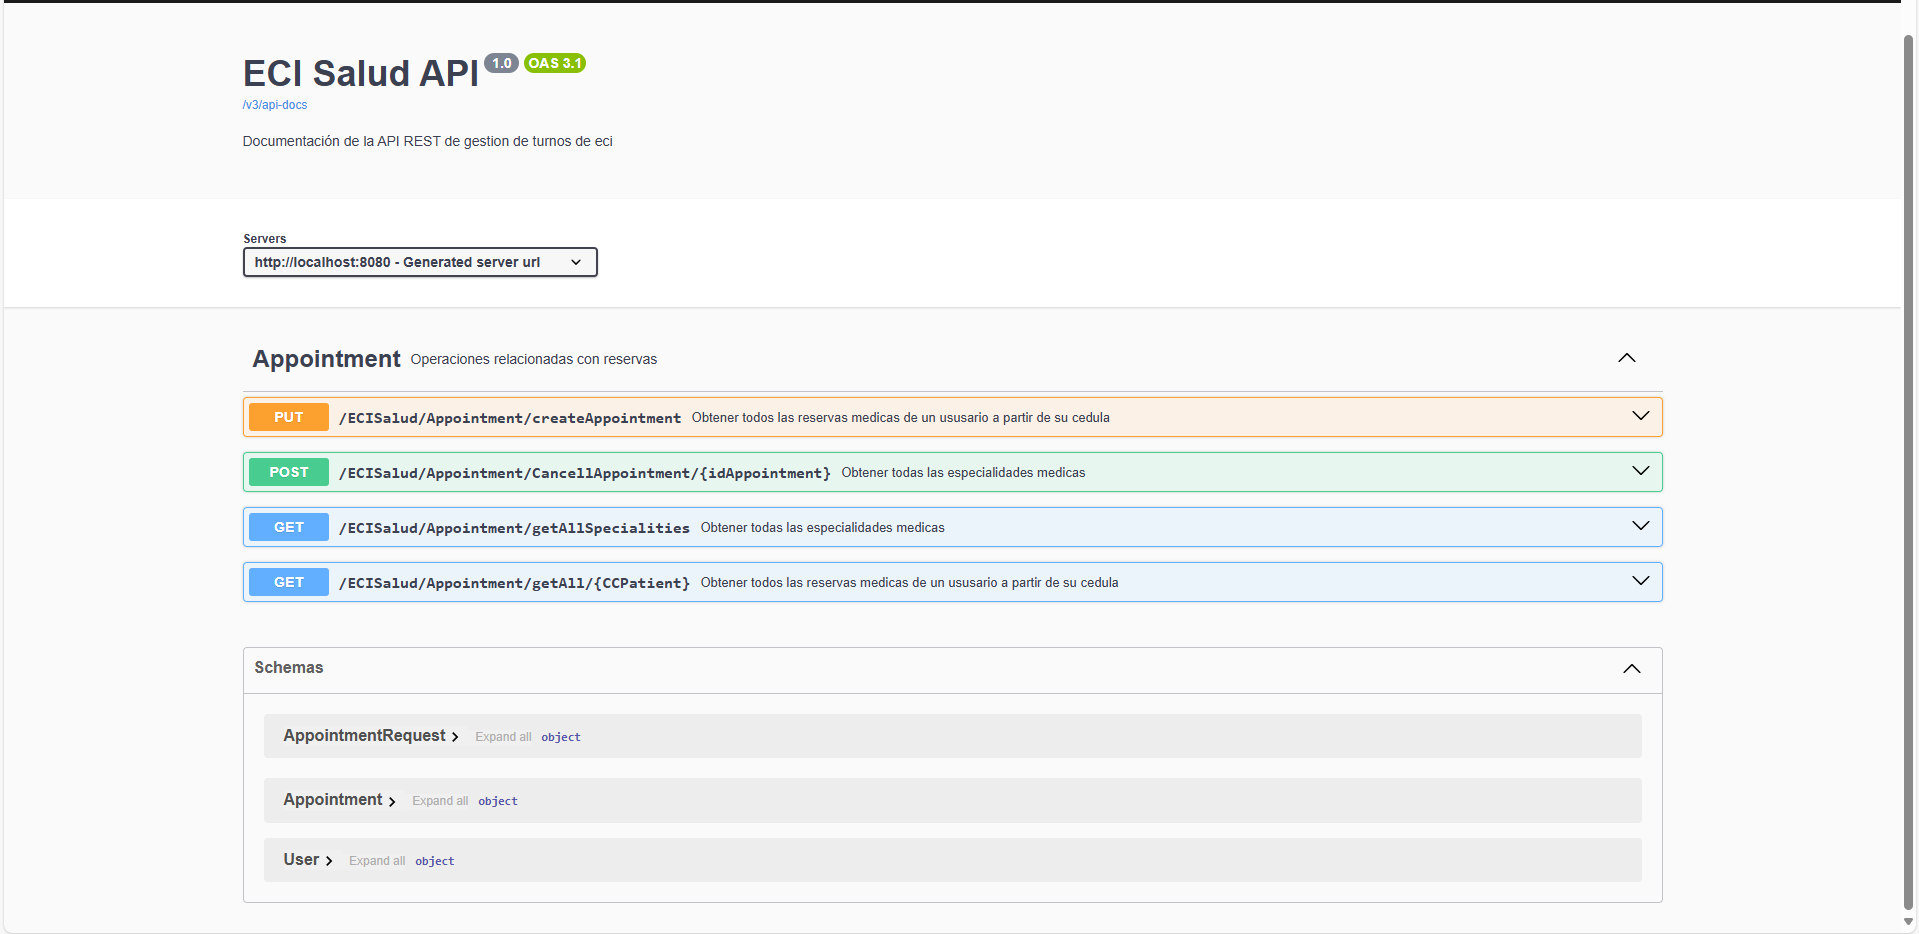 ECI Salud API 1.0 OAS 3.1
/v3/api-docs
Documentación de la API REST de gestion de turnos de eci
Servers
http://localhost:8080 - Generated server url
Appointment Operaciones relacionadas con reservas
PUT /ECISalud/Appointment/createAppointment Obtener todos las reservas medicas de un ususario a partir de su cedula
POST /ECISalud/Appointment/CancellAppointment/{idAppointment} Obtener todas las especialidades medicas
GET /ECISalud/Appointment/getAllSpecialities Obtener todas las especialidades medicas
GET /ECISalud/Appointment/getAll/{CCPatient} Obtener todos las reservas medicas de un ususario a partir de su cedula
Schemas
AppointmentRequest Expand all object
Appointment Expand all object
User Expand all object